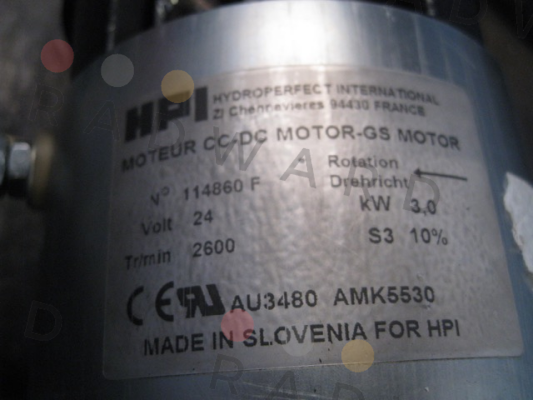 HPI HYDROPERFECT INTERNATIONAL
ZI Chennevieres 94430 FRANCE
MOTEUR CC-DC MOTOR-GS MOTOR
N° 114860 F
Rotation
Drehricht
Volt 24
kW 3,0
Tr/min 2600
S3 10%
CE AU3480 AMK5530
MADE IN SLOVENIA FOR HPI